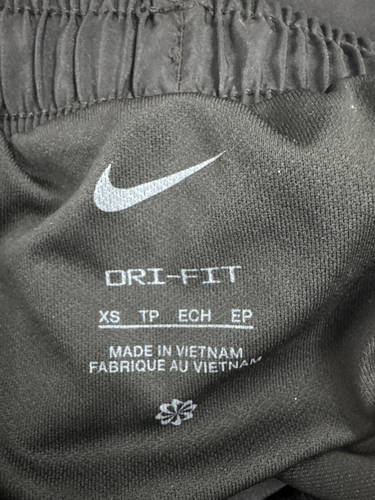 DRI-FIT
XS TP ECH EP
MADE IN VIETNAM
FABRIQUE AU VIETNAM